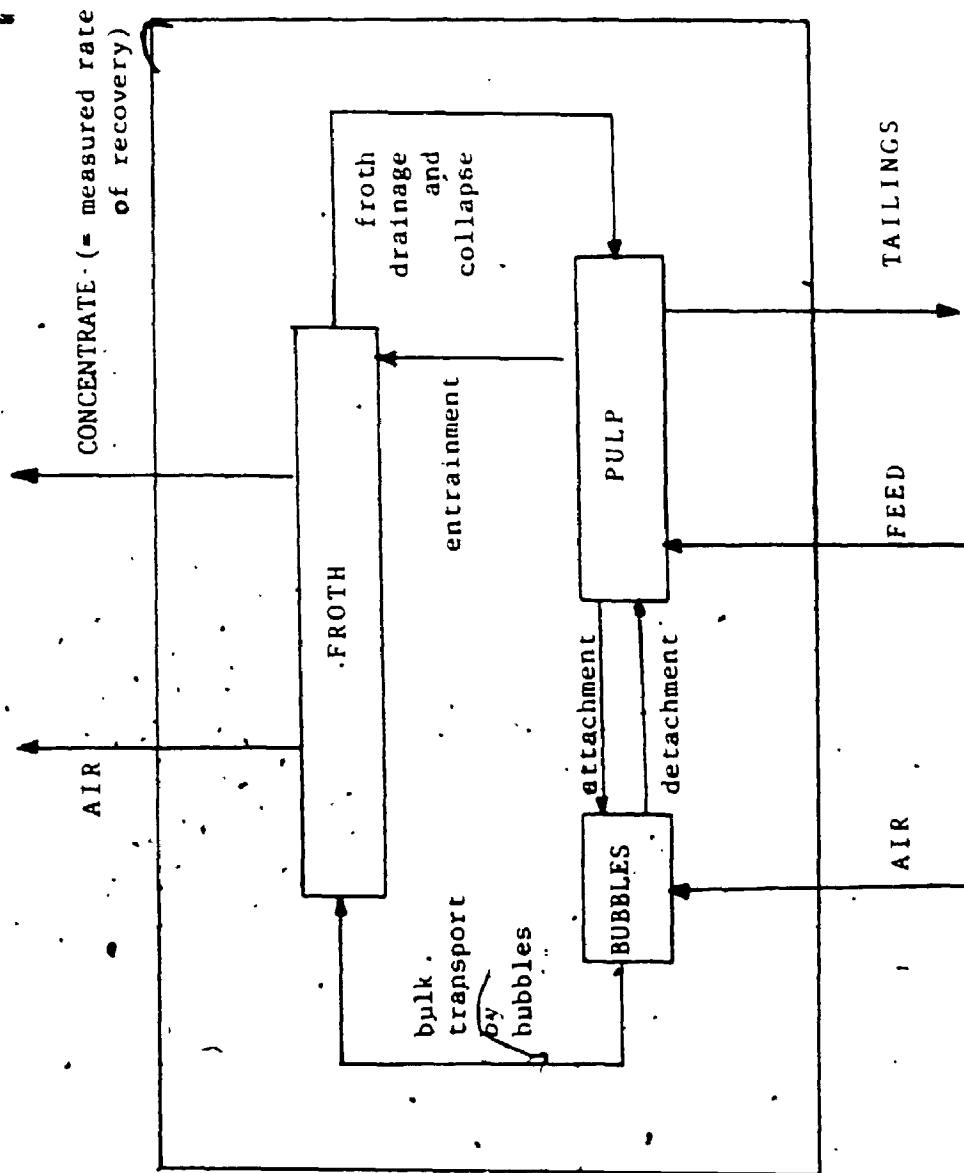 CONCENTRATE (= measured rate
of recovery)
AIR
froth
drainage
and
collapse
FROTH
entrainment
bulk
transport
by
bubbles
attachment
detachment
BUBBLES
PULP
AIR
FEED
TAILINGS